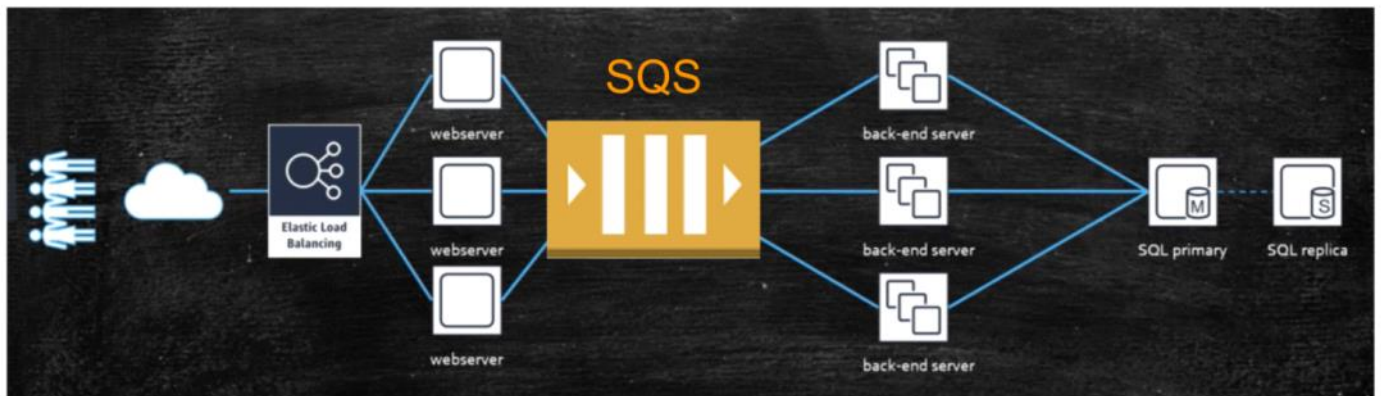 SQS
webserver
back-end server
Elastic Load
Balancing
webserver
back-end server
M
S
SQL primary
SQL replica
webserver
back-end server